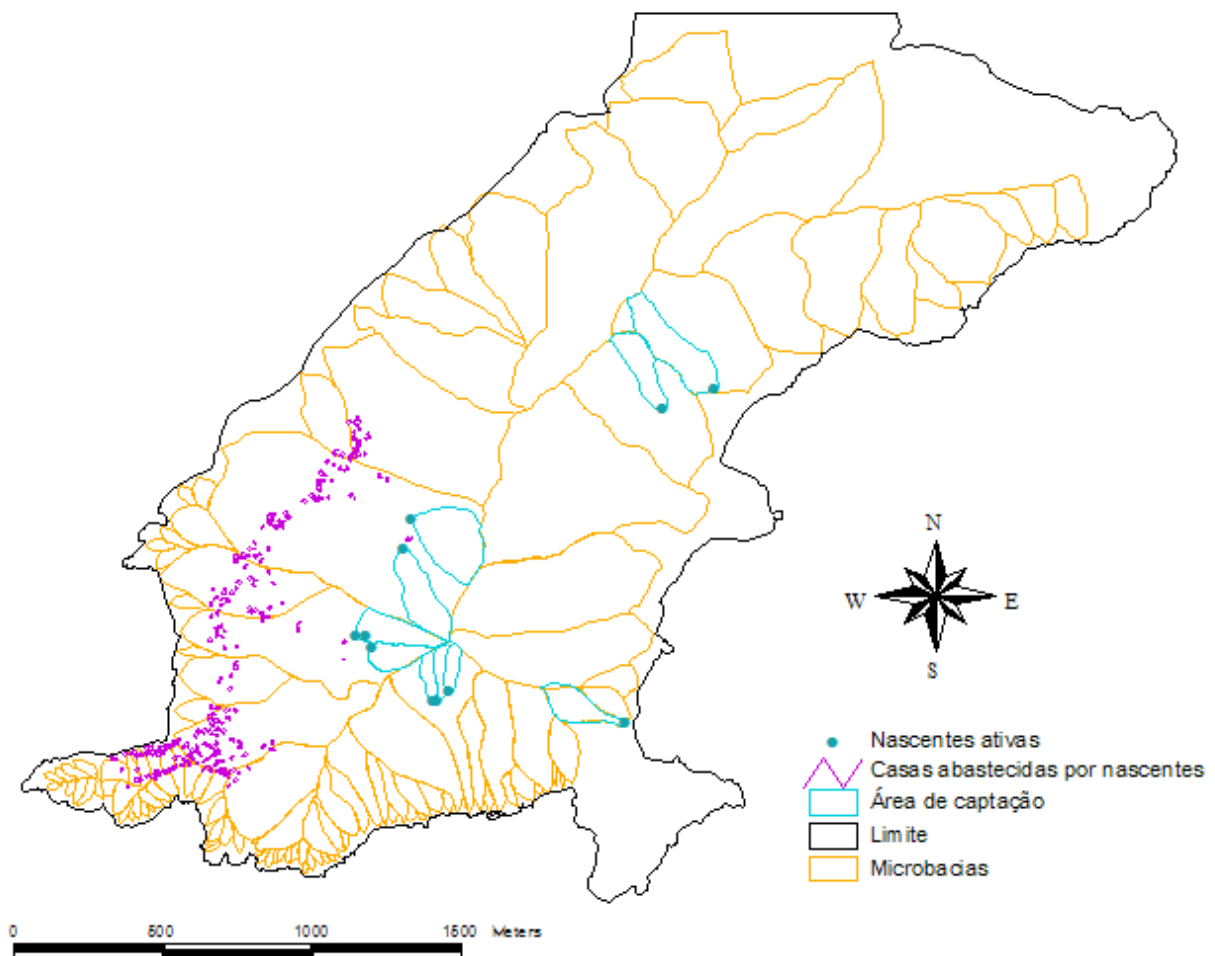 N
W E
S
Nascentes ativas
Casas abastecidas por nascentes
Área de captação
Limite
Microbacias
0 500 1000 1500 Meters